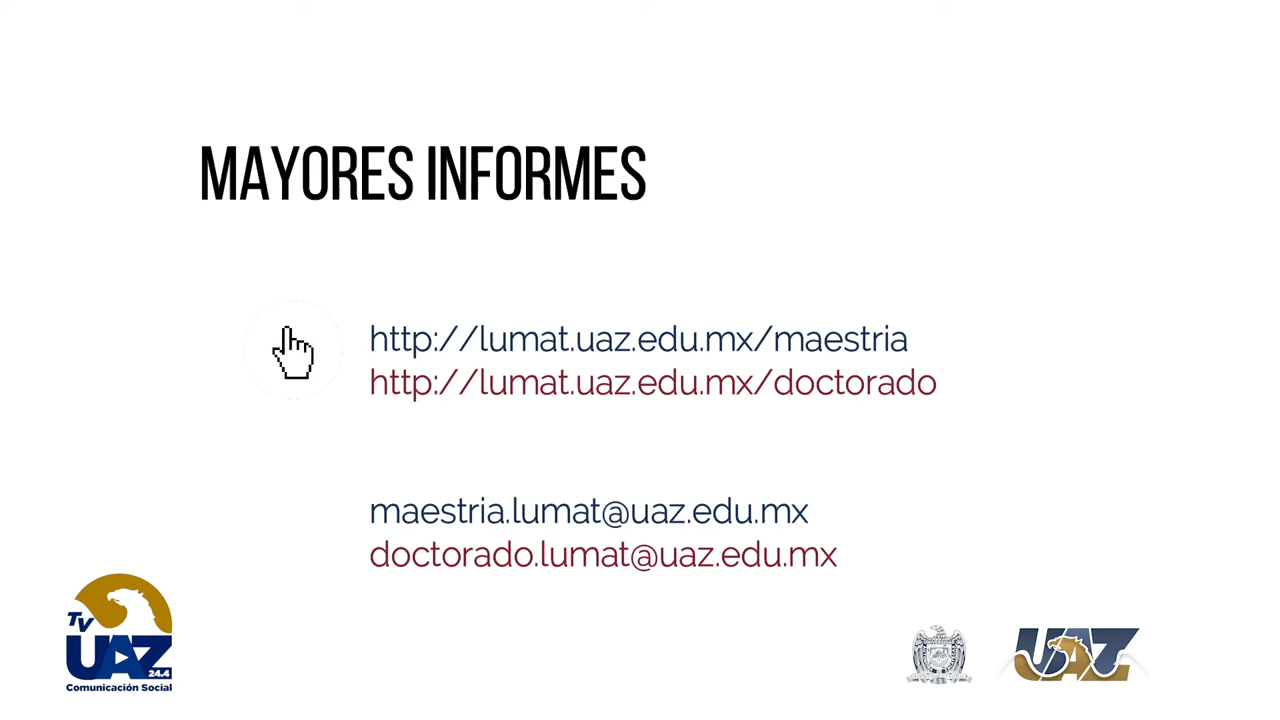 MAYORES INFORMES
http://lumat.uaz.edu.mx/maestria
http://lumat.uaz.edu.mx/doctorado
maestria.lumat@uaz.edu.mx
doctorado.lumat@uaz.edu.mx
TV
UAZ
24.4
Comunicación Social
UAZ